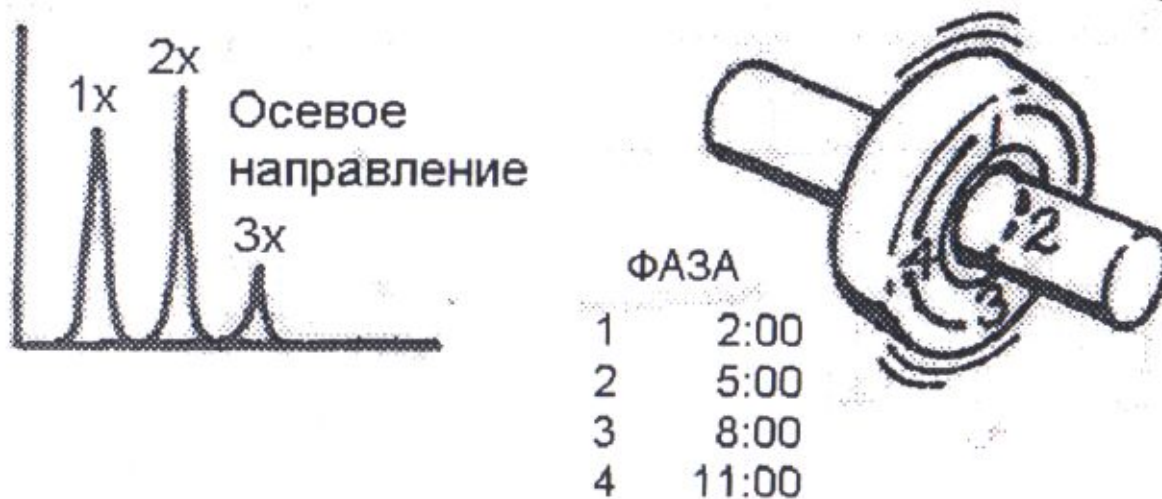 1x
2x
Осевое
направление
3x
ФАЗА
1 2:00
2 5:00
3 8:00
4 11:00
1
2
3
4